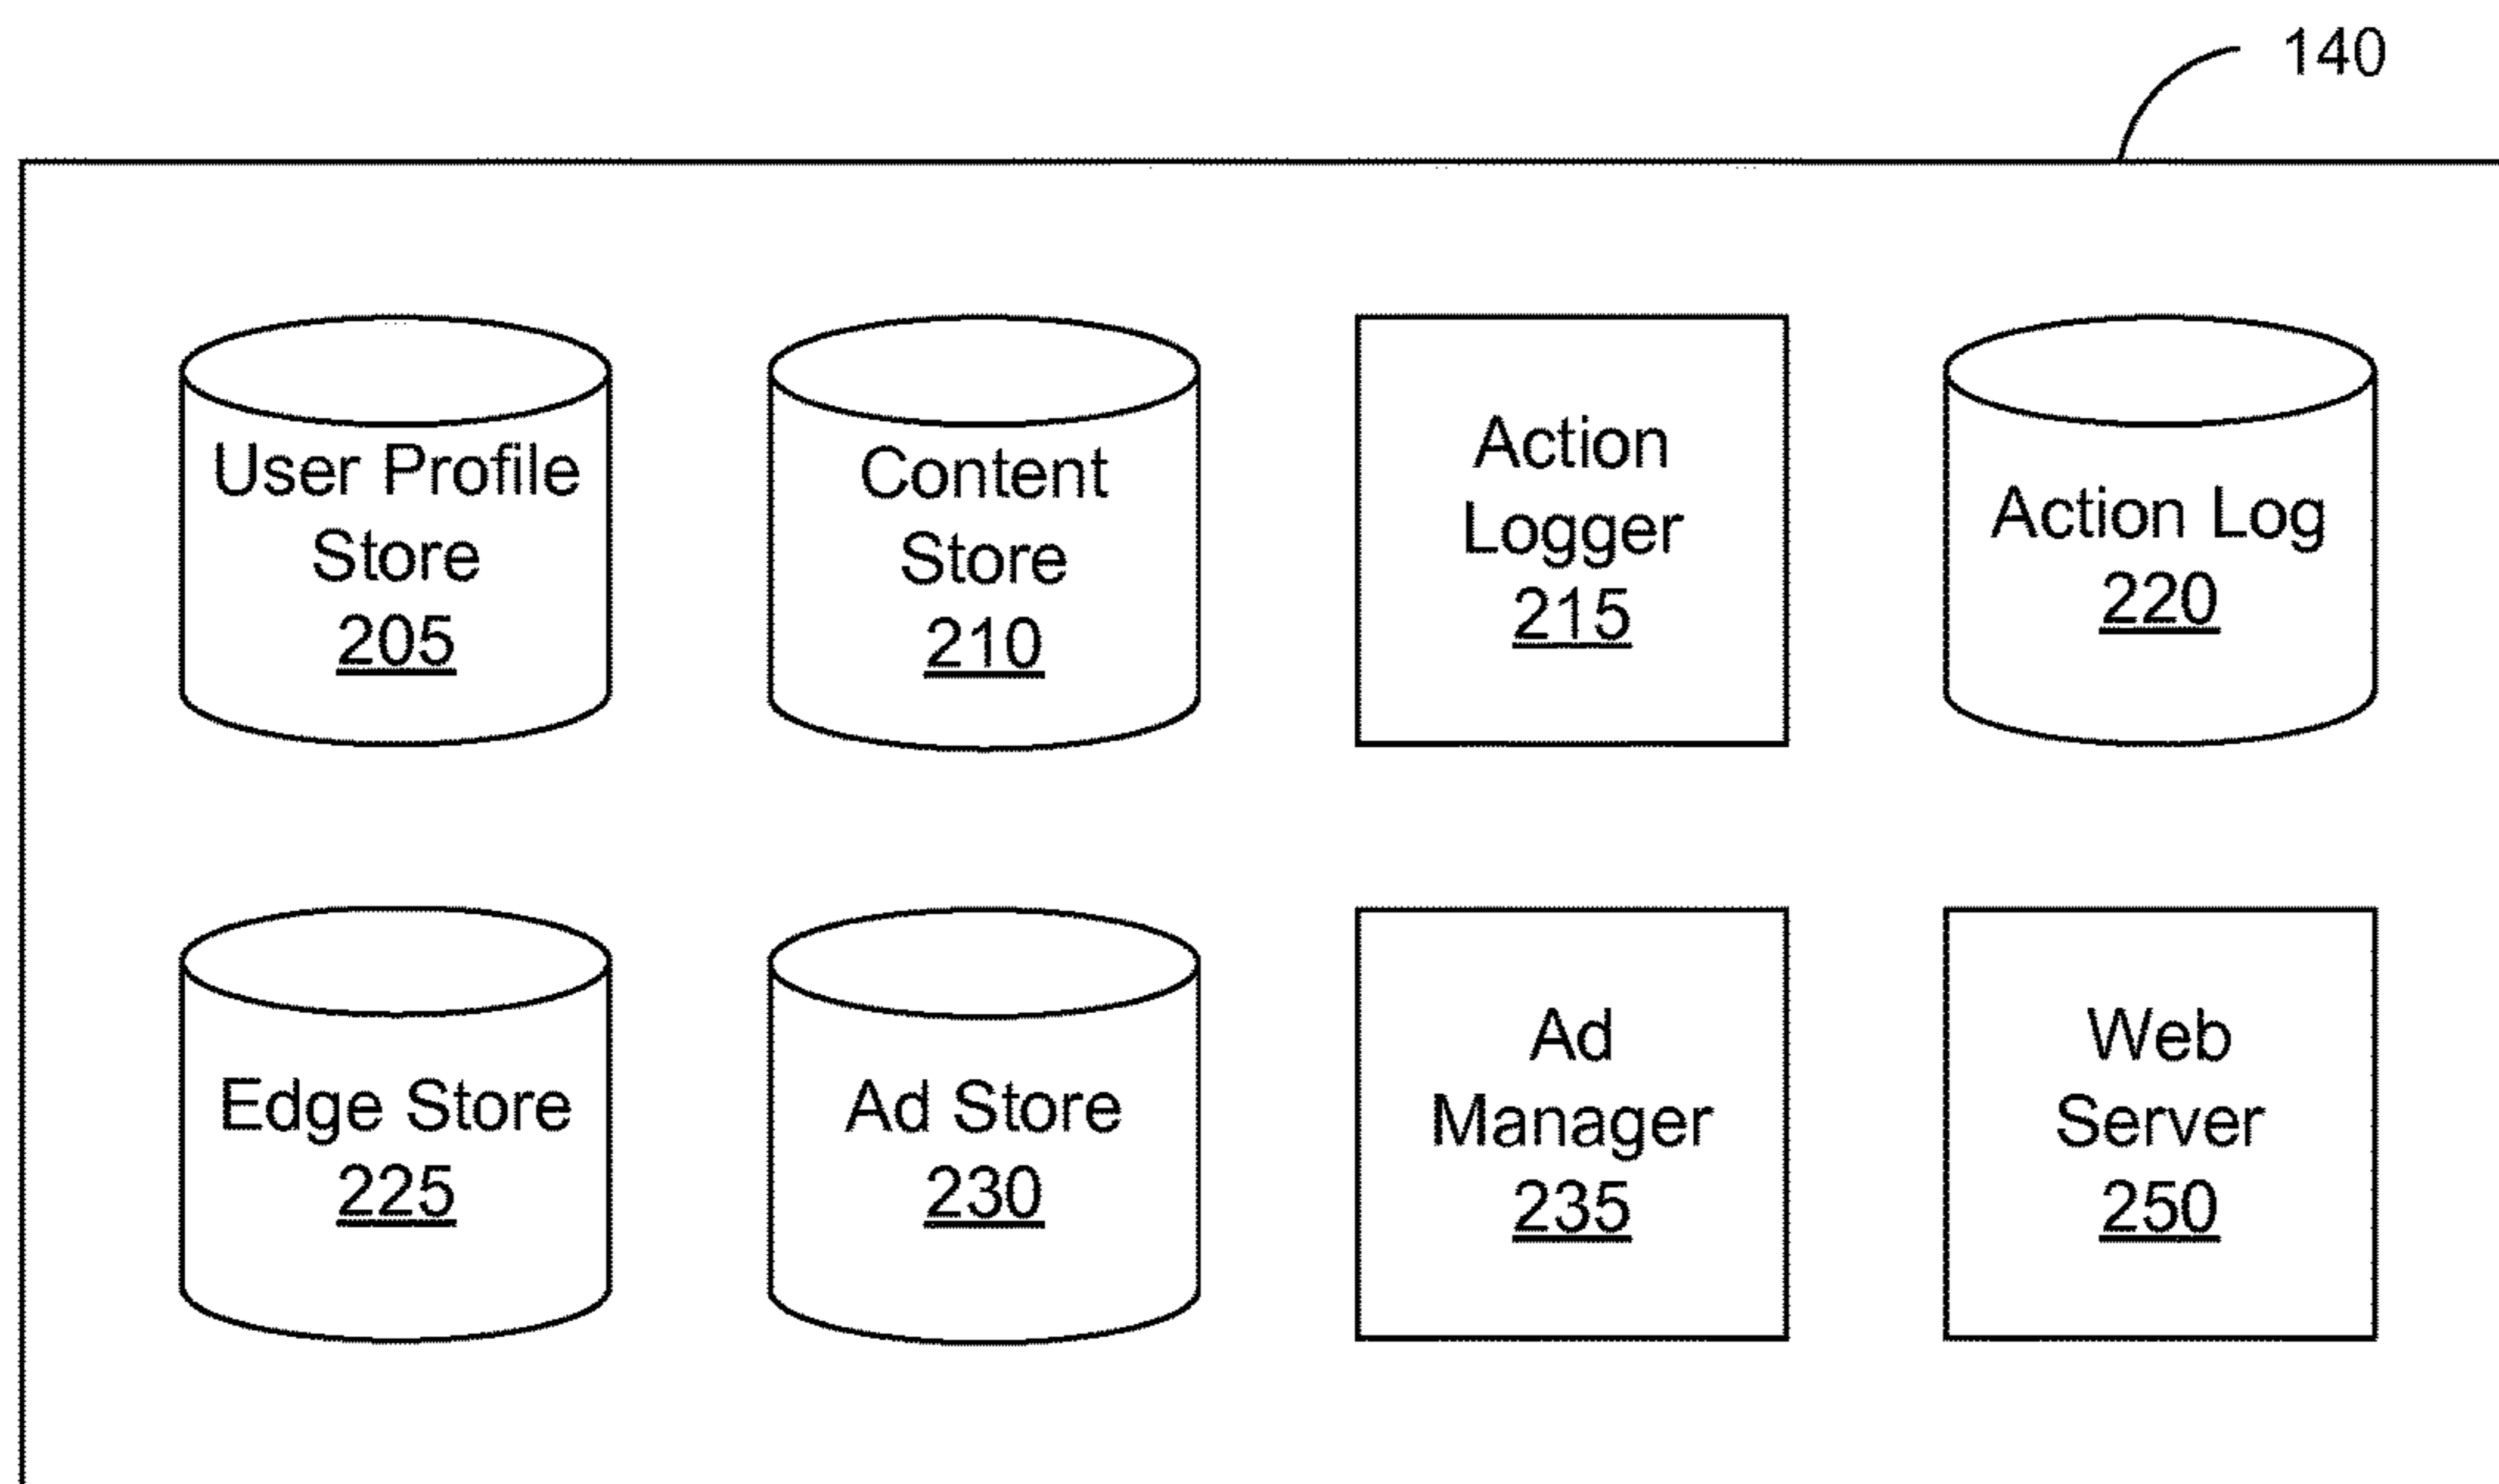 140
User Profile
Store
205
Content
Store
210
Action
Logger
215
Action Log
220
Edge Store
225
Ad Store
230
Ad
Manager
235
Web
Server
250